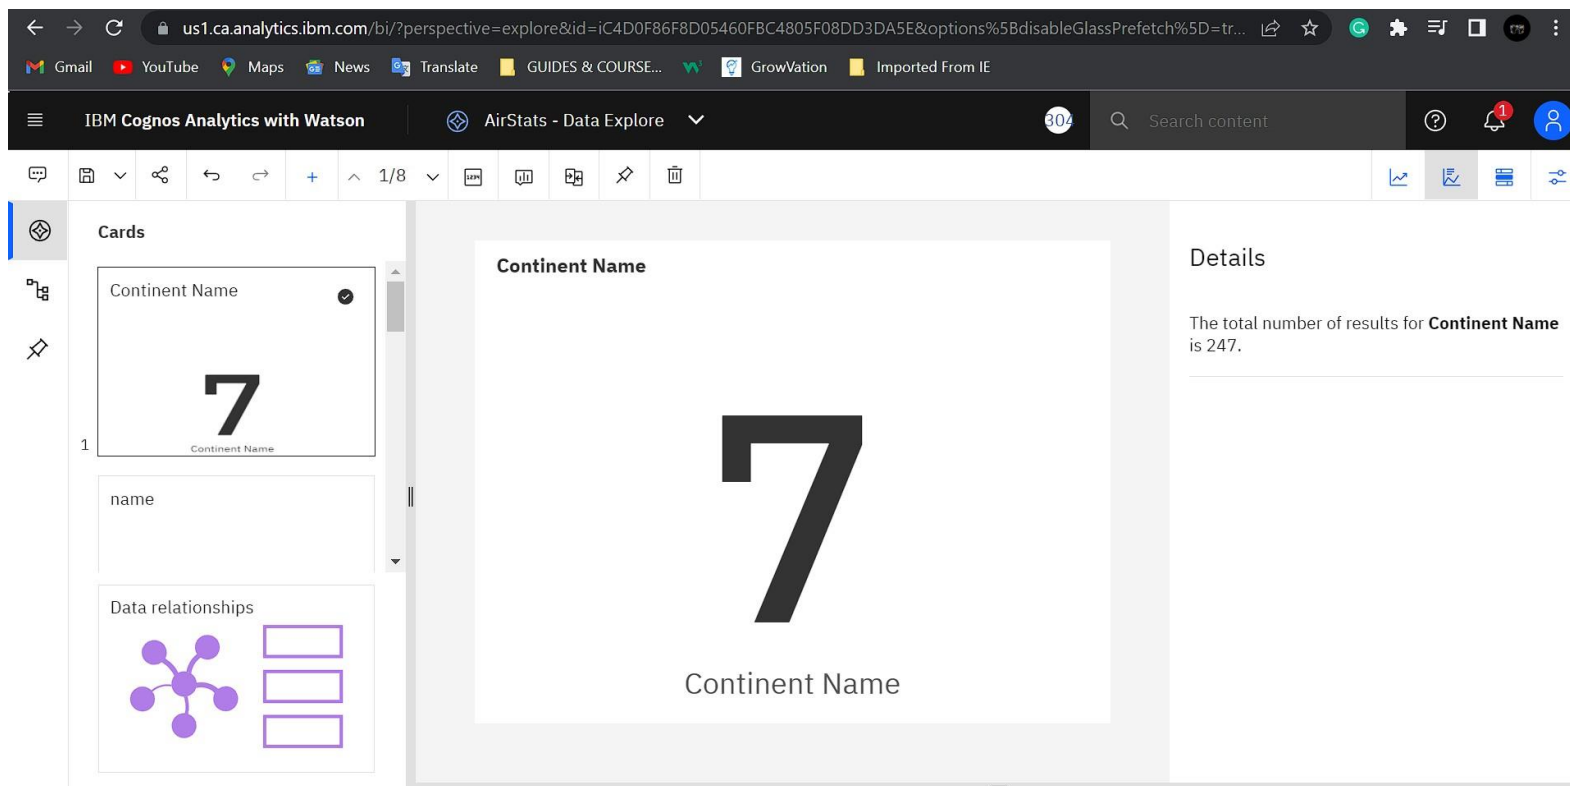 us1.ca.analytics.ibm.com/bi/?perspective=explore&id=iC4D0F86F8D05460FBC4805F08DD3DA5E&options%5BdisableGlassPrefetch%5D=tr...
Gmail YouTube Maps News Translate GUIDES & COURSE... GrowVation Imported From IE
IBM Cognos Analytics with Watson AirStats - Data Explore 304 Search content 1
1/8
Cards
Continent Name
7
Continent Name
1
name
Data relationships
Continent Name
7
Continent Name
Details
The total number of results for Continent Name
is 247.